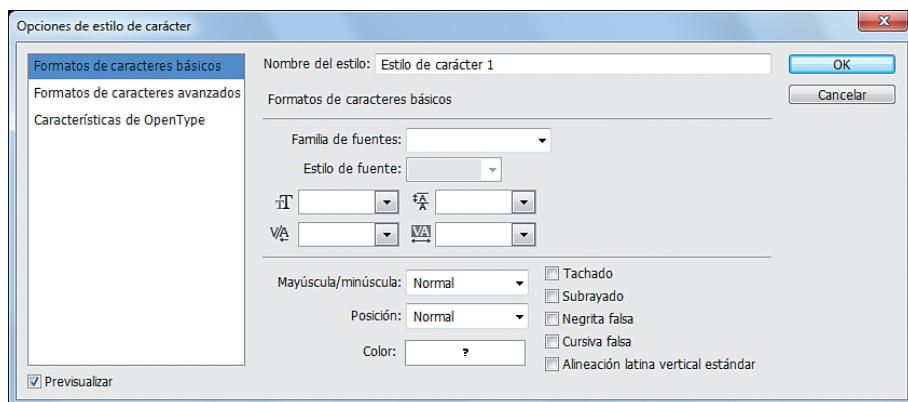 Opciones de estilo de carácter
Formatos de caracteres básicos
Formatos de caracteres avanzados
Características de OpenType
Previsualizar
Nombre del estilo: Estilo de carácter 1
Formatos de caracteres básicos
Familia de fuentes:
Estilo de fuente:
Mayúscula/minúscula: Normal
Posición: Normal
Color: ?
Tachado
Subrayado
Negrita falsa
Cursiva falsa
Alineación latina vertical estándar
OK
Cancelar